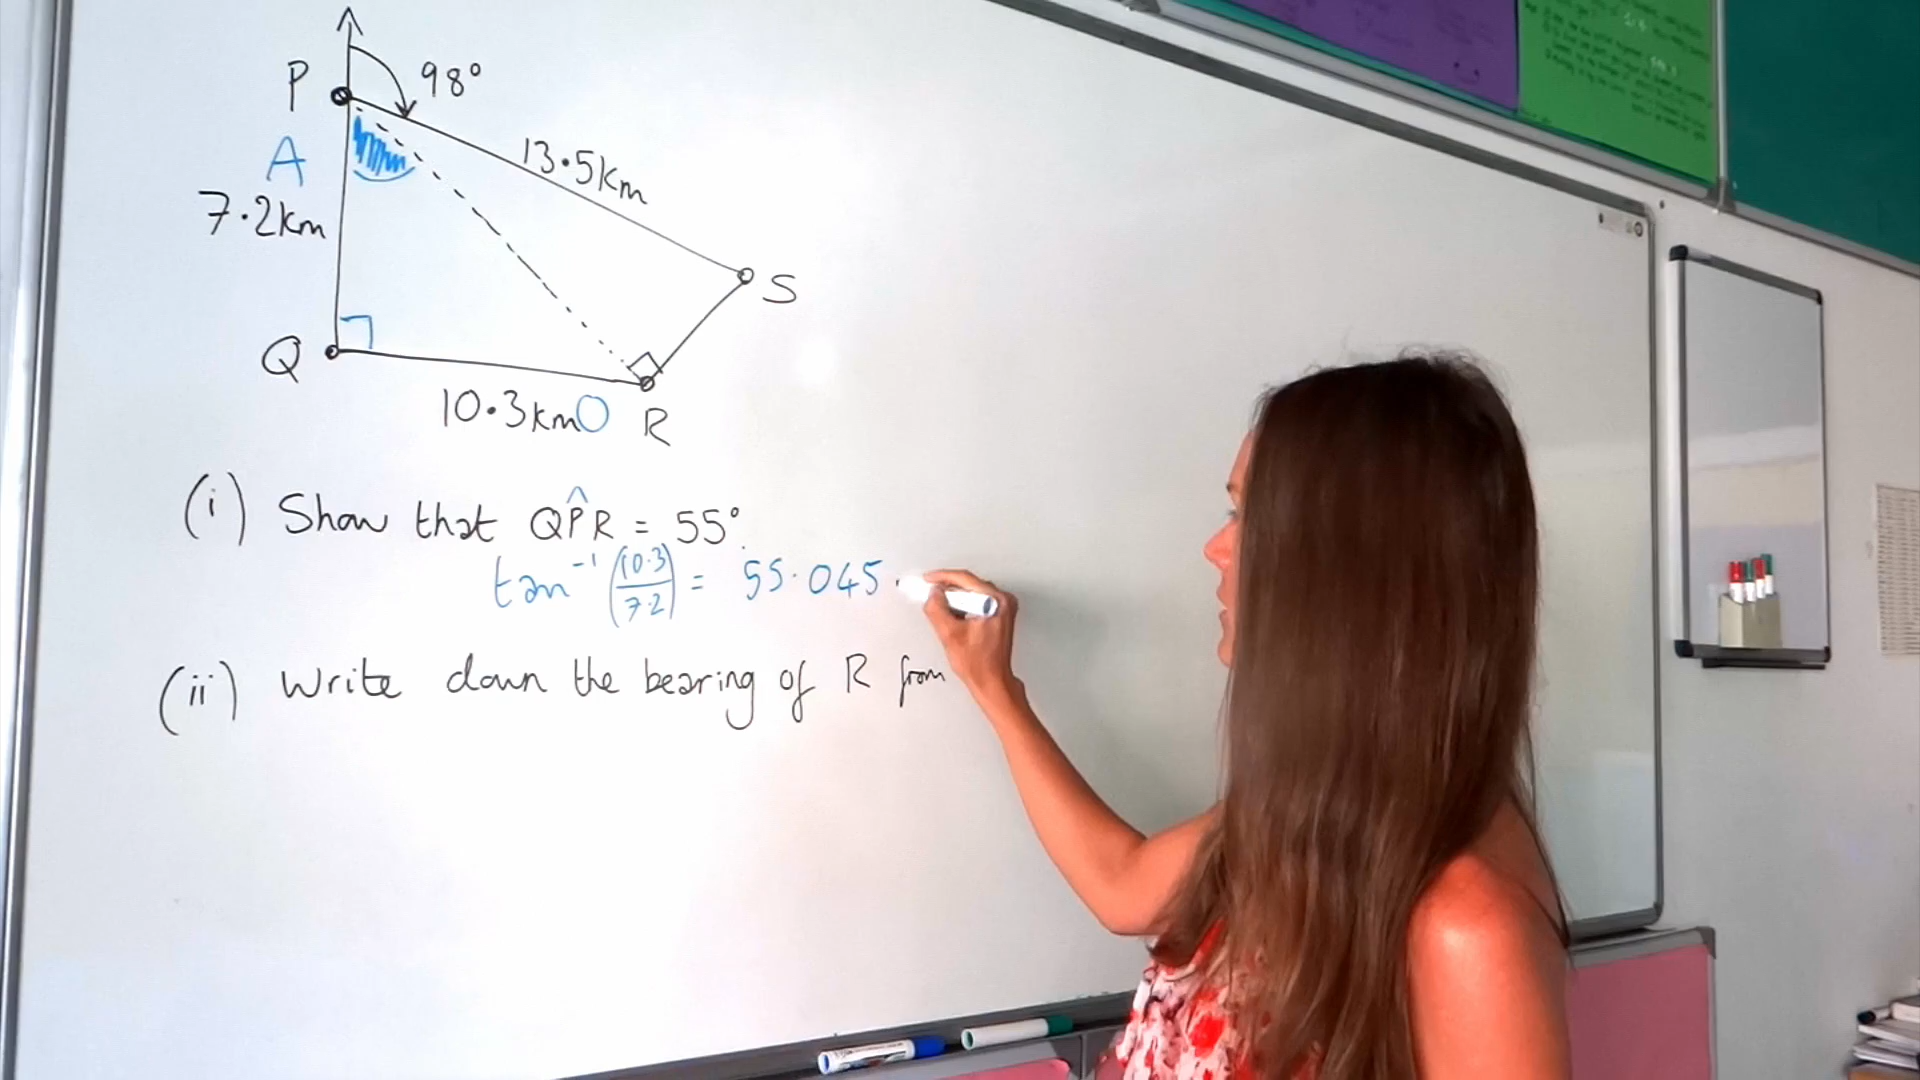 P
98°
A
13.5km
7.2km
S
Q
10.3km O
R
(i) Show that QP̂R = 55°.
tan⁻¹(10.3/7.2) = 55.045.
(ii) Write down the bearing of R from